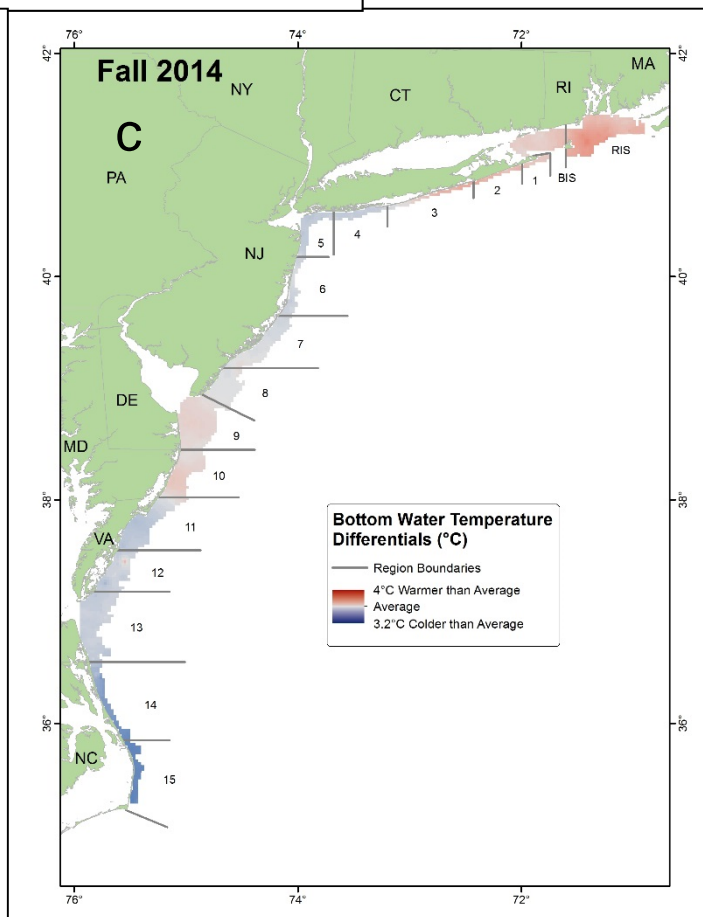 76°
74°
72°
42°
42°
Fall 2014
C
NY
CT
RI
MA
PA
RIS
BIS
1
2
3
4
5
NJ
40°
40°
6
7
8
DE
9
MD
10
38°
38°
11
VA
12
13
Bottom Water Temperature
Differentials (°C)
Region Boundaries
4°C Warmer than Average
Average
3.2°C Colder than Average
14
36°
36°
NC
15
76°
74°
72°